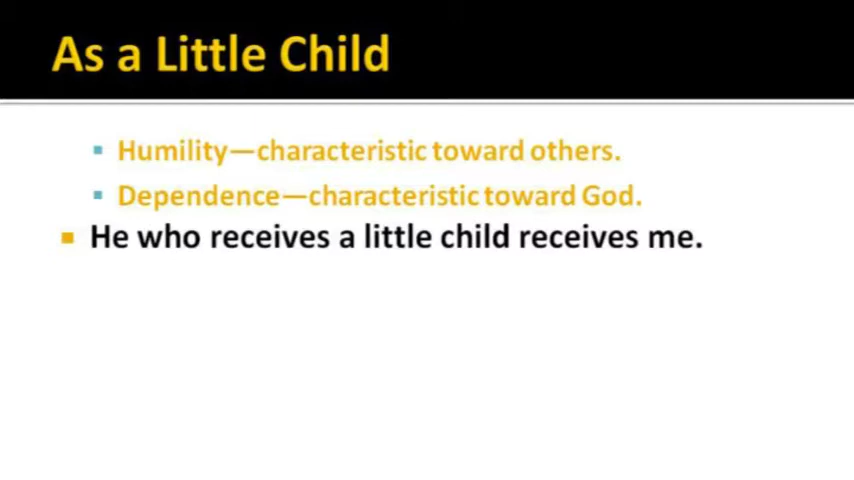 As a Little Child
Humility—characteristic toward others.
Dependence—characteristic toward God.
He who receives a little child receives me.